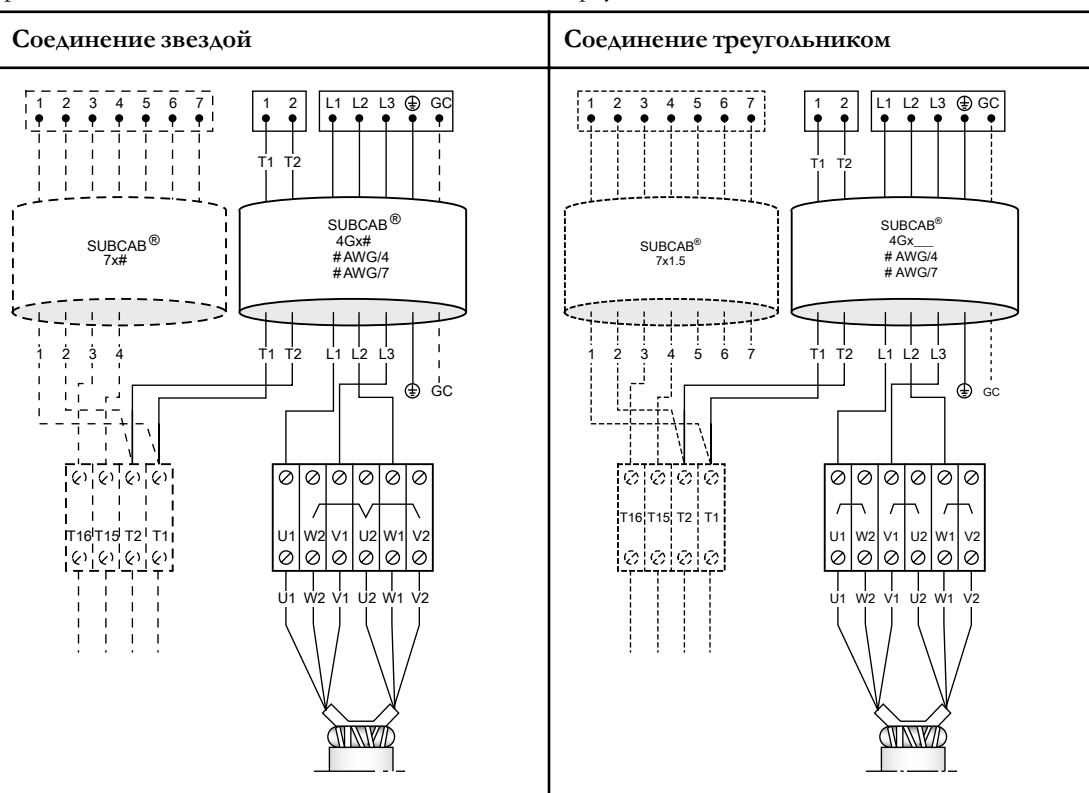 Соединение звездой
1 2 3 4 5 6 7
1 2
L1 L2 L3 GC
T1 T2
SUBCAB®
7x#
SUBCAB®
4Gx#
# AWG/4
# AWG/7
1 2 3 4
T1 T2 L1 L2 L3
GC
T16 T15 T2 T1
U1 W2 V1 U2 W1 V2
U1 W2 V1 U2 W1 V2
Соединение треугольником
1 2 3 4 5 6 7
1 2
L1 L2 L3 GC
T1 T2
SUBCAB®
7x1.5
SUBCAB®
4Gx___
# AWG/4
# AWG/7
1 2 3 4 5 6 7
T1 T2 L1 L2 L3
GC
T16 T15 T2 T1
U1 W2 V1 U2 W1 V2
U1 W2 V1 U2 W1 V2